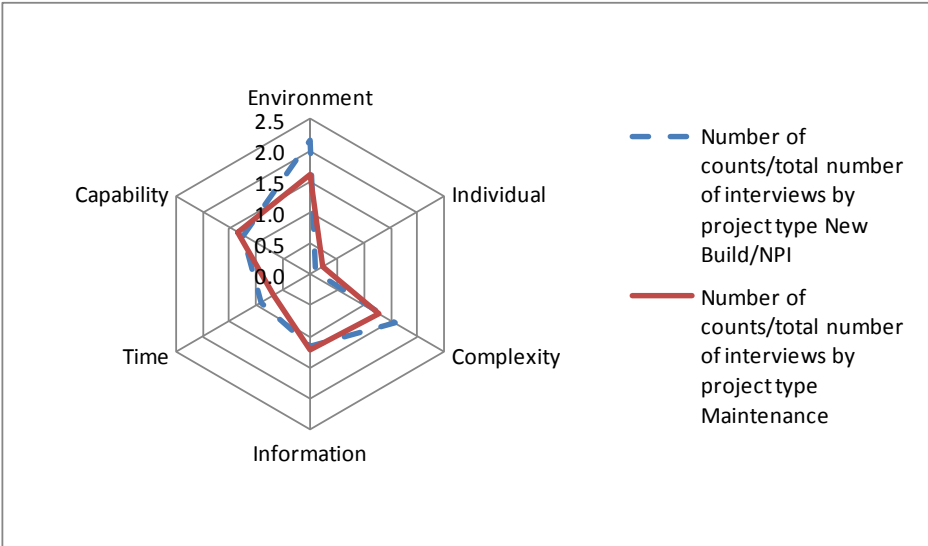 Environment
2.5
2.0
1.5
1.0
0.5
0.0
Individual
Complexity
Information
Time
Capability
Number of
counts/total number
of interviews by
project type New
Build/NPI
Number of
counts/total number
of interviews by
project type
Maintenance